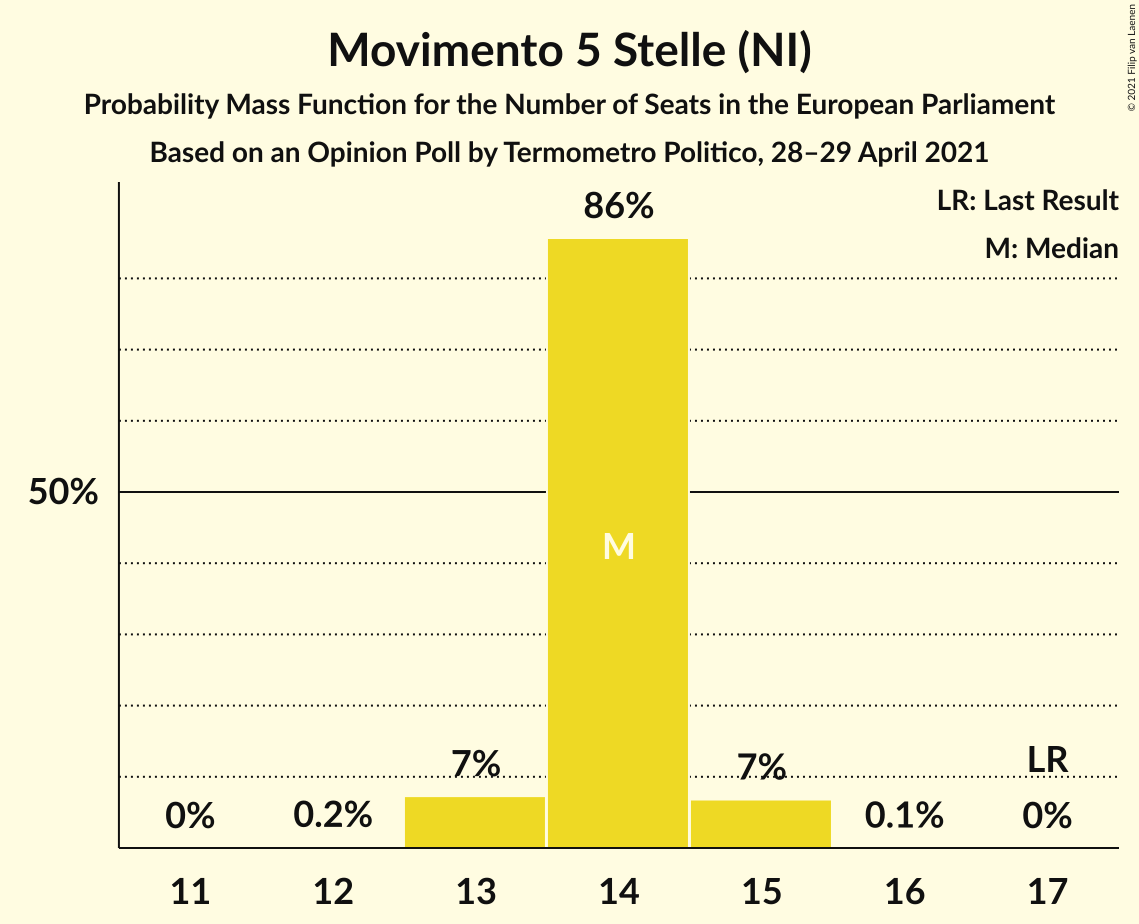 Movimento 5 Stelle (NI)
Probability Mass Function for the Number of Seats in the European Parliament
Based on an Opinion Poll by Termometro Politico, 28–29 April 2021
© 2021 Filip van Laenen
LR: Last Result
M: Median
86%
50%
M
7%
7%
LR
0%
0.2%
0.1%
0%
11 12 13 14 15 16 17